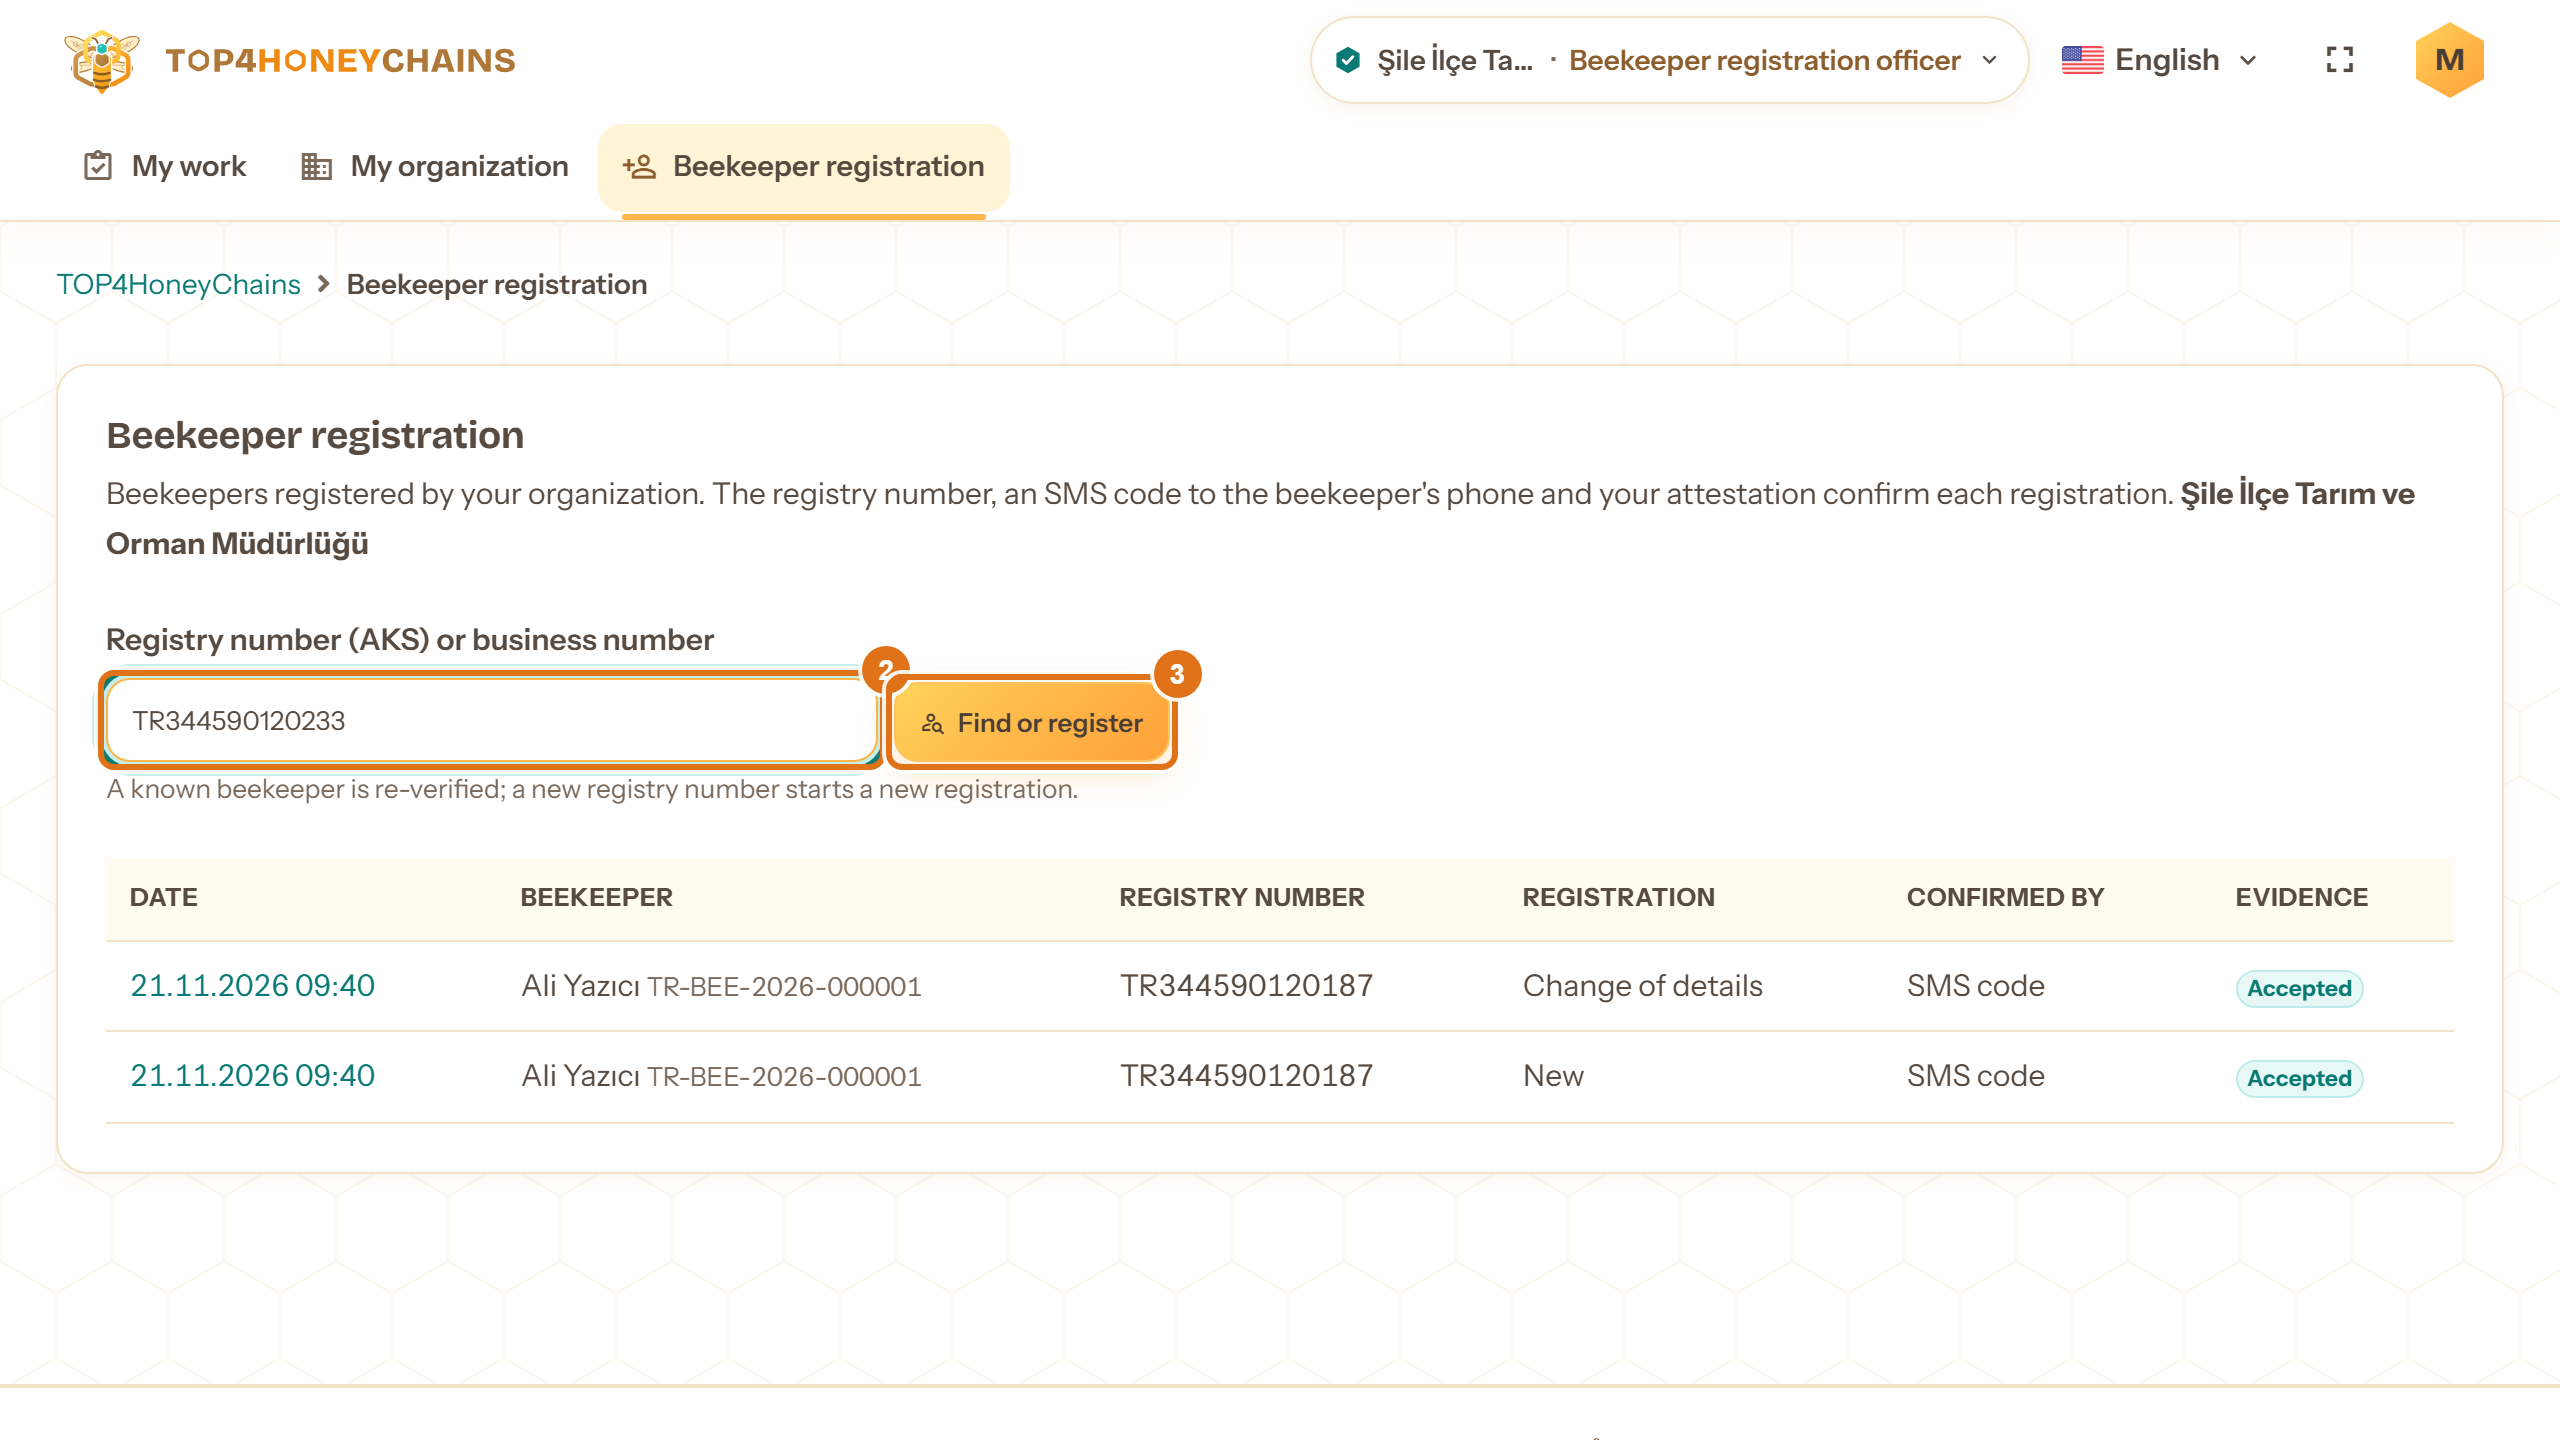 TOP4HONEYCHAINS
Şile İlçe Ta... · Beekeeper registration officer
English
M
My work
My organization
Beekeeper registration
TOP4HoneyChains > Beekeeper registration
Beekeeper registration
Beekeepers registered by your organization. The registry number, an SMS code to the beekeeper's phone and your attestation confirm each registration. Şile İlçe Tarım ve
Orman Müdürlüğü
Registry number (AKS) or business number
2
3
TR344590120233
Find or register
A known beekeeper is re-verified; a new registry number starts a new registration.
DATE BEEKEEPER REGISTRY NUMBER REGISTRATION CONFIRMED BY EVIDENCE
21.11.2026 09:40 Ali Yazıcı TR-BEE-2026-000001 TR344590120187 Change of details SMS code Accepted
21.11.2026 09:40 Ali Yazıcı TR-BEE-2026-000001 TR344590120187 New SMS code Accepted